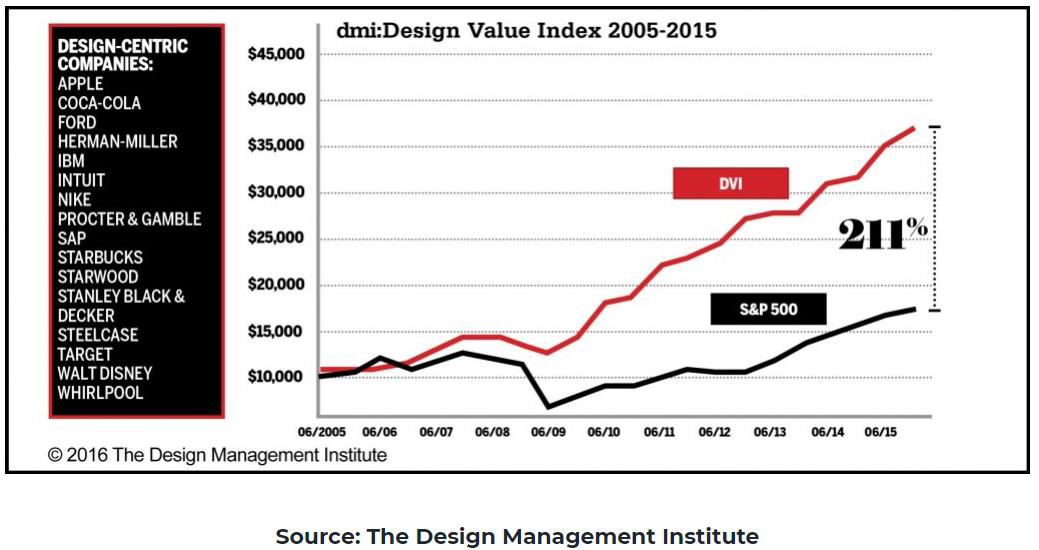 dmi:Design Value Index 2005-2015
DESIGN-CENTRIC
COMPANIES:
APPLE
COCA-COLA
FORD
HERMAN-MILLER
IBM
INTUIT
NIKE
PROCTER & GAMBLE
SAP
STARBUCKS
STARWOOD
STANLEY BLACK &
DECKER
STEELCASE
TARGET
WALT DISNEY
WHIRLPOOL
$45,000
$40,000
$35,000
$30,000
$25,000
$20,000
$15,000
$10,000
DVI
211%
S&P 500
06/2005 06/06 06/07 06/08 06/09 06/10 06/11 06/12 06/13 06/14 06/15
© 2016 The Design Management Institute
Source: The Design Management Institute